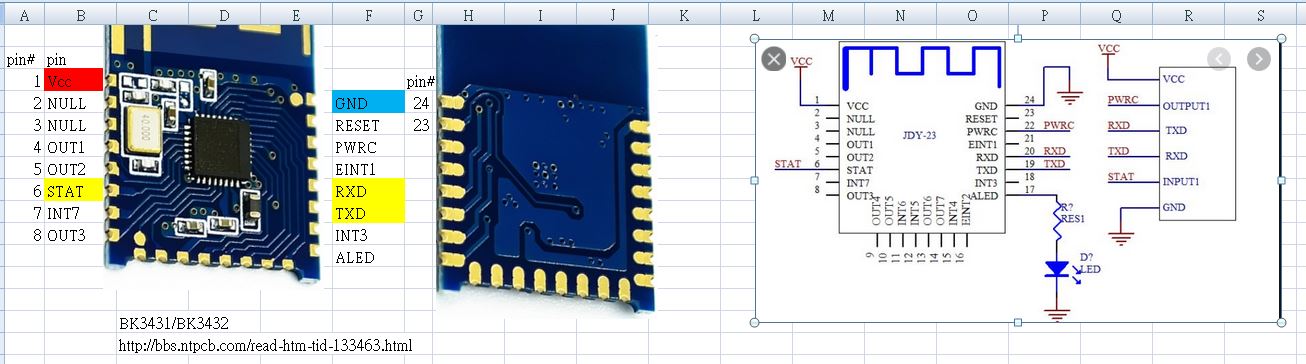 A B C D E F G H I J K L M N O P Q R S
pin# pin pin#
1 Vcc
2 NULL GND 24
3 NULL RESET 23
4 OUT1 PWRC
5 OUT2 EINT1
6 STAT RXD
7 INT7 TXD
8 OUT3 INT3
ALED
40.000
BK3431/BK3432
http://bbs.ntpcb.com/read-htm-tid-133463.html
VCC
JDY-23
1 VCC GND 24
2 NULL RESET 23
3 NULL PWRC 22 PWRC
4 OUT1 EINT1 21
5 OUT2 RXD 20 RXD
STAT 6 STAT TXD 19 TXD
7 INT7 INT3 18
8 OUT3 ALED 17
OUT4 OUT5 INT6 INT5 OUT6 OUT7 INT4 EINT2
9 10 11 12 13 14 15 16
R?
RES1
D?
LED
VCC
VCC
PWRC OUTPUT1
RXD TXD
TXD RXD
STAT INPUT1
GND